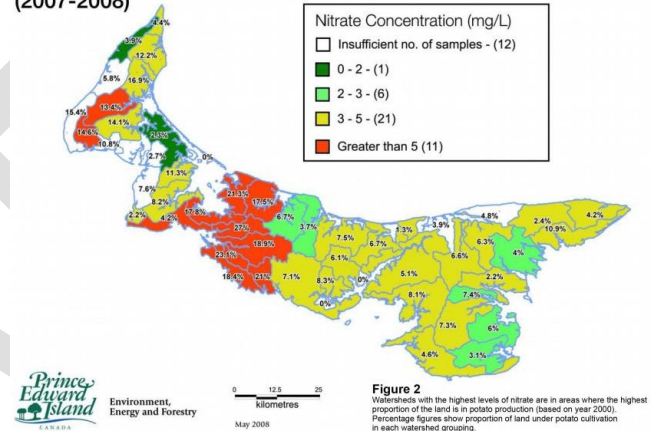 (2007-2008)
Nitrate Concentration (mg/L)
Insufficient no. of samples - (12)
0 - 2 - (1)
2 - 3 - (6)
3 - 5 - (21)
Greater than 5 (11)
4.4%
3.9%
12.2%
5.8%
16.9%
13.4%
15.4%
14.1%
14.6%
10.8%
2.3%
2.7%
0%
11.3%
7.6%
8.2%
2.2%
4.2%
17.8%
21.3%
17.5%
27%
18.9%
23.1%
18.4%
21%
6.7%
3.7%
7.5%
6.7%
6.1%
7.1%
8.3%
0%
0%
1.3%
3.9%
4.8%
2.4%
4.2%
10.9%
6.3%
6.6%
4%
5.1%
2.2%
8.1%
7.4%
7.3%
6%
4.6%
3.1%
Prince
Edward
Island
CANADA
Environment,
Energy and Forestry
0 12.5 25
kilometres
May 2008
Figure 2
Watersheds with the highest levels of nitrate are in areas where the highest
proportion of the land is in potato production (based on year 2000).
Percentage figures show proportion of land under potato cultivation
in each watershed grouping.